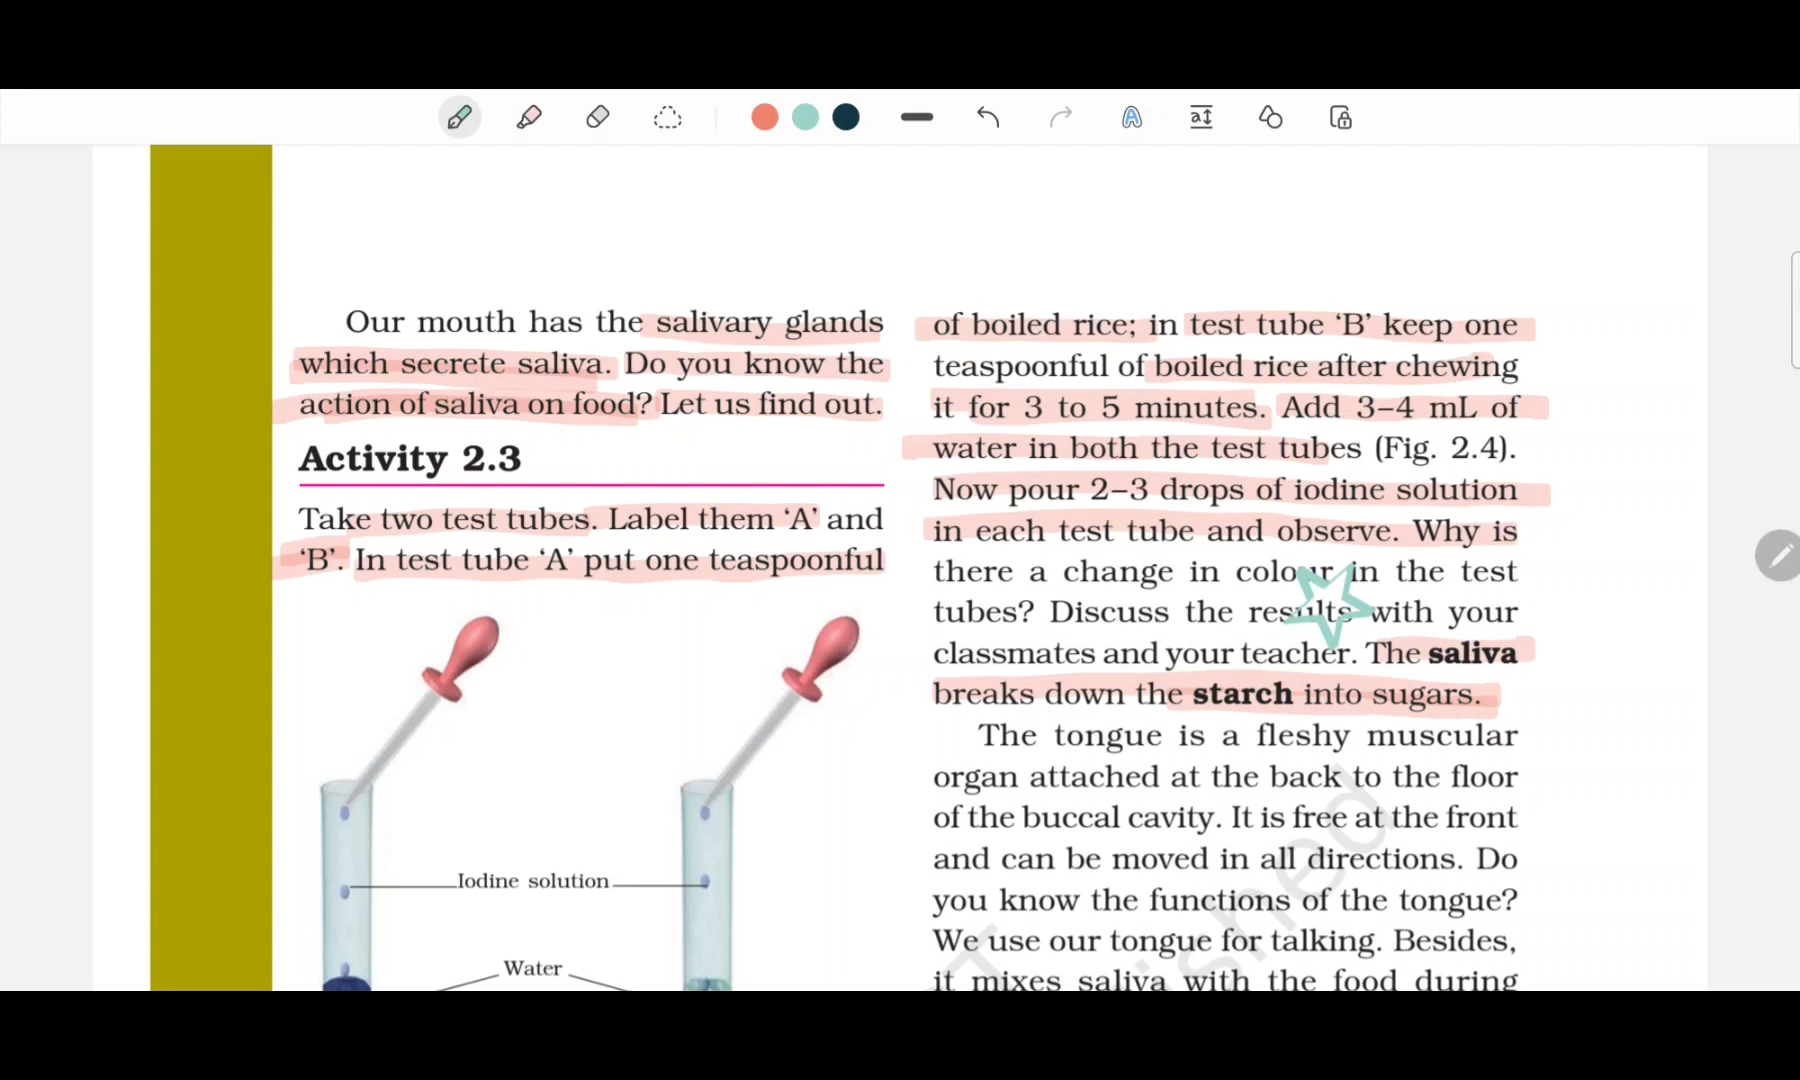 Our mouth has the salivary glands
which secrete saliva. Do you know the
action of saliva on food? Let us find out.
Activity 2.3
Take two test tubes. Label them ‘A’ and
‘B’. In test tube ‘A’ put one teaspoonful
Iodine solution
Water
of boiled rice; in test tube ‘B’ keep one
teaspoonful of boiled rice after chewing
it for 3 to 5 minutes. Add 3–4 mL of
water in both the test tubes (Fig. 2.4).
Now pour 2–3 drops of iodine solution
in each test tube and observe. Why is
there a change in colour in the test
tubes? Discuss the results with your
classmates and your teacher. The saliva
breaks down the starch into sugars.
The tongue is a fleshy muscular
organ attached at the back to the floor
of the buccal cavity. It is free at the front
and can be moved in all directions. Do
you know the functions of the tongue?
We use our tongue for talking. Besides,
it mixes saliva with the food during